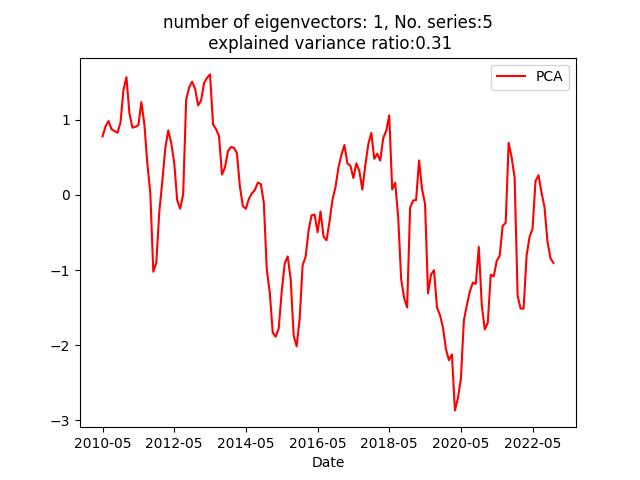 number of eigenvectors: 1, No. series:5
explained variance ratio:0.31
PCA
1
0
−1
−2
−3
2010-05 2012-05 2014-05 2016-05 2018-05 2020-05 2022-05
Date